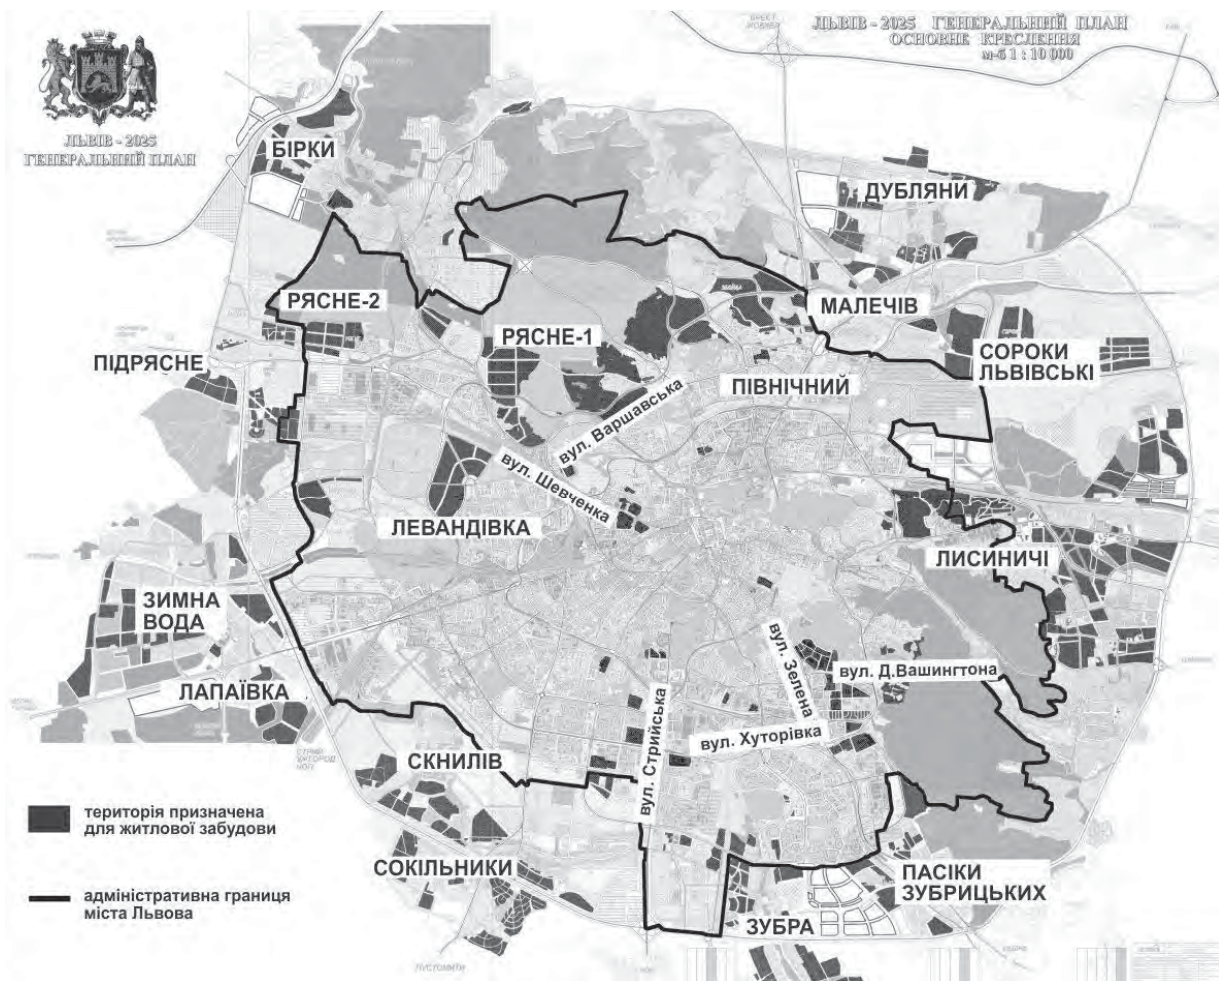 ЛЬВІВ - 2025 ГЕНЕРАЛЬНИЙ ПЛАН
ОСНОВНЕ КРЕСЛЕННЯ
м-б 1 : 10 000
ЛЬВІВ - 2025
ГЕНЕРАЛЬНИЙ ПЛАН
БІРКИ
ДУБЛЯНИ
РЯСНЕ-2
МАЛЕЧІВ
РЯСНЕ-1
ПІДРЯСНЕ
СОРОКИ
ЛЬВІВСЬКІ
ПІВНІЧНИЙ
вул. Варшавська
вул. Шевченка
ЛЕВАНДІВКА
ЛИСИНИЧІ
ЗИМНА
ВОДА
вул. Зелена
вул. Д.Вашингтона
ЛАПАЇВКА
вул. Стрийська
вул. Хуторівка
СКНИЛІВ
територія призначена
для житлової забудови
СОКІЛЬНИКИ
ПАСІКИ
ЗУБРИЦЬКИХ
адміністративна границя
міста Львова
ЗУБРА
ПУСТОМИТИ